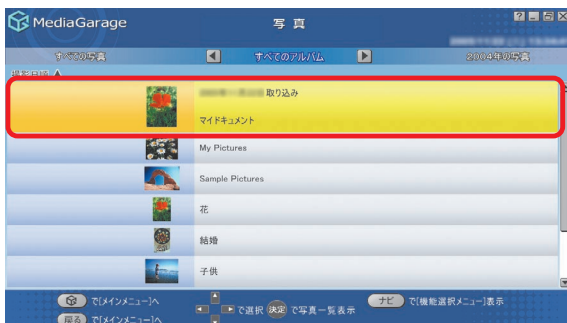 MediaGarage
写真
すべての写真
すべてのアルバム
2004年の写真
撮影日順
取り込み
マイドキュメント
My Pictures
Sample Pictures
花
結婚
子供
で[メインメニュー]へ
戻る で[メインメニュー]へ
で選択 決定 で写真一覧表示
ナビ で[機能選択メニュー]表示